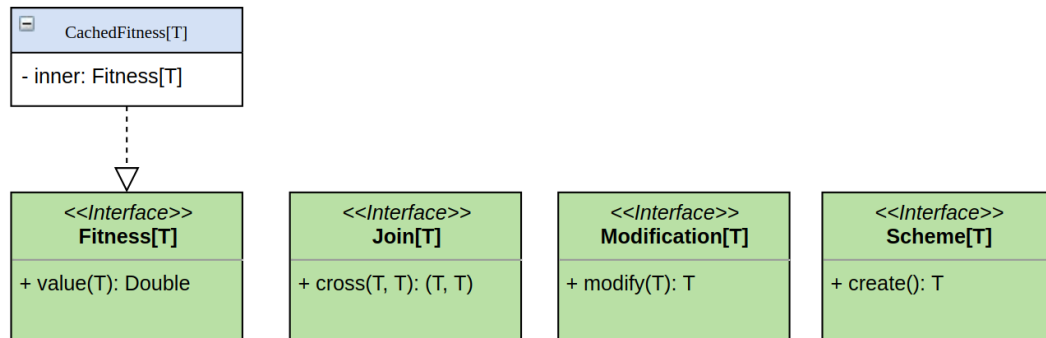 CachedFitness[T]
- inner: Fitness[T]
<<Interface>>
Fitness[T]
+ value(T): Double
<<Interface>>
Join[T]
+ cross(T, T): (T, T)
<<Interface>>
Modification[T]
+ modify(T): T
<<Interface>>
Scheme[T]
+ create(): T